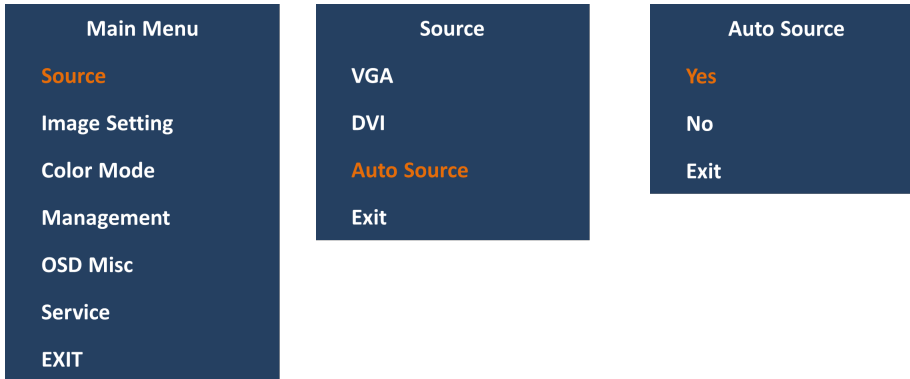 Main Menu
Source
Image Setting
Color Mode
Management
OSD Misc
Service
EXIT
Source
VGA
DVI
Auto Source
Exit
Auto Source
Yes
No
Exit